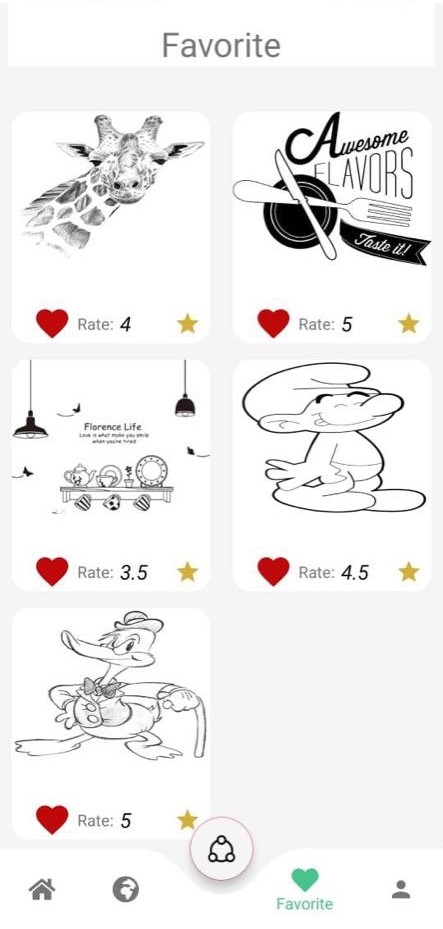 Favorite
Awesome
FLAVORS
Taste it!
Rate: 4
Rate: 5
Florence Life
Love is what make you smile
when you're tired
Rate: 3.5
Rate: 4.5
Rate: 5
Favorite